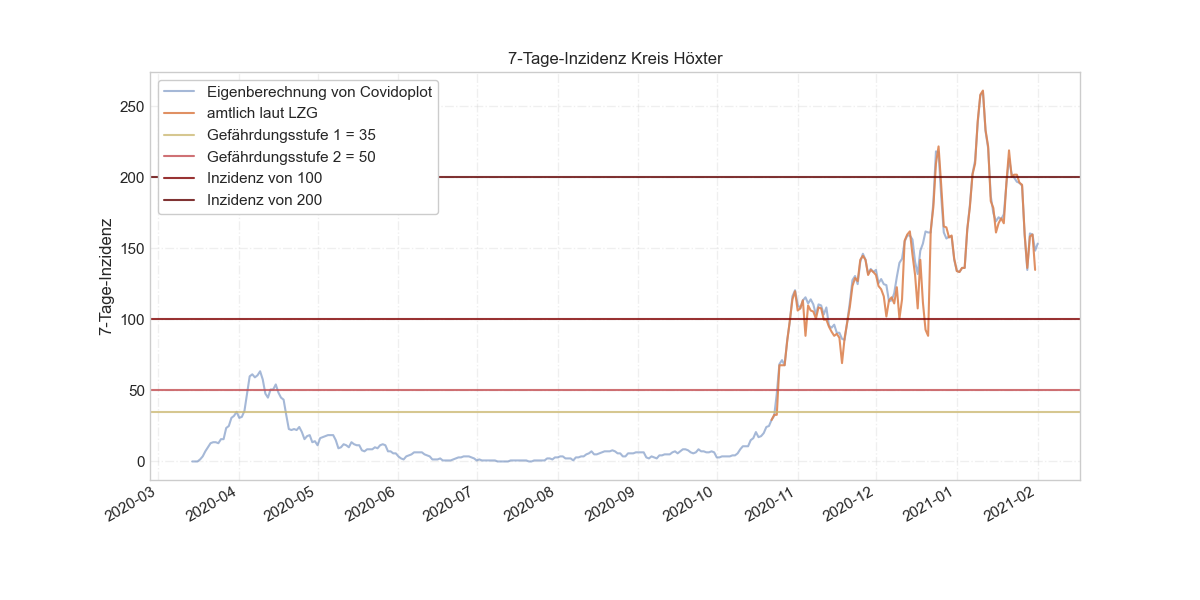 7-Tage-Inzidenz Kreis Höxter
Eigenberechnung von Covidoplot
amtlich laut LZG
Gefährdungsstufe 1 = 35
Gefährdungsstufe 2 = 50
Inzidenz von 100
Inzidenz von 200
7-Tage-Inzidenz
250
200
150
100
50
0
2020-03
2020-04
2020-05
2020-06
2020-07
2020-08
2020-09
2020-10
2020-11
2020-12
2021-01
2021-02